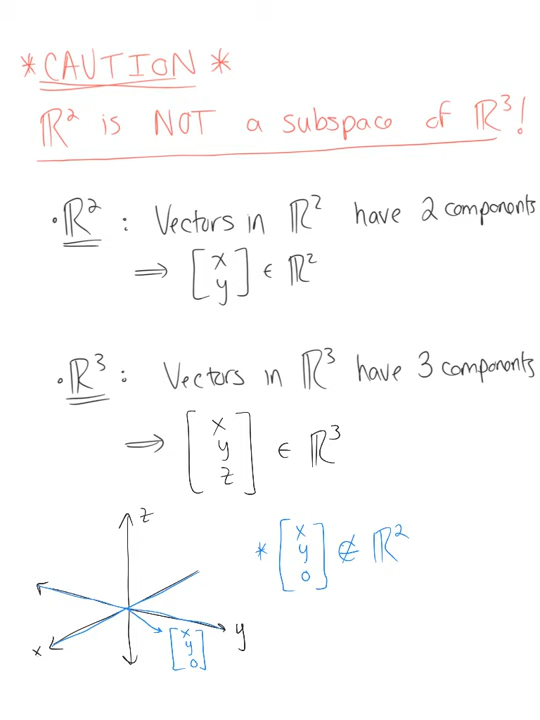 *CAUTION*
ℝ² is NOT a subspace of ℝ³!
• ℝ² : Vectors in ℝ² have 2 components
⟹ [x y] ∈ ℝ²
• ℝ³ : Vectors in ℝ³ have 3 components
⟹ [x y z] ∈ ℝ³
z
* [x y 0] ∉ ℝ²
x
y
[x y 0]